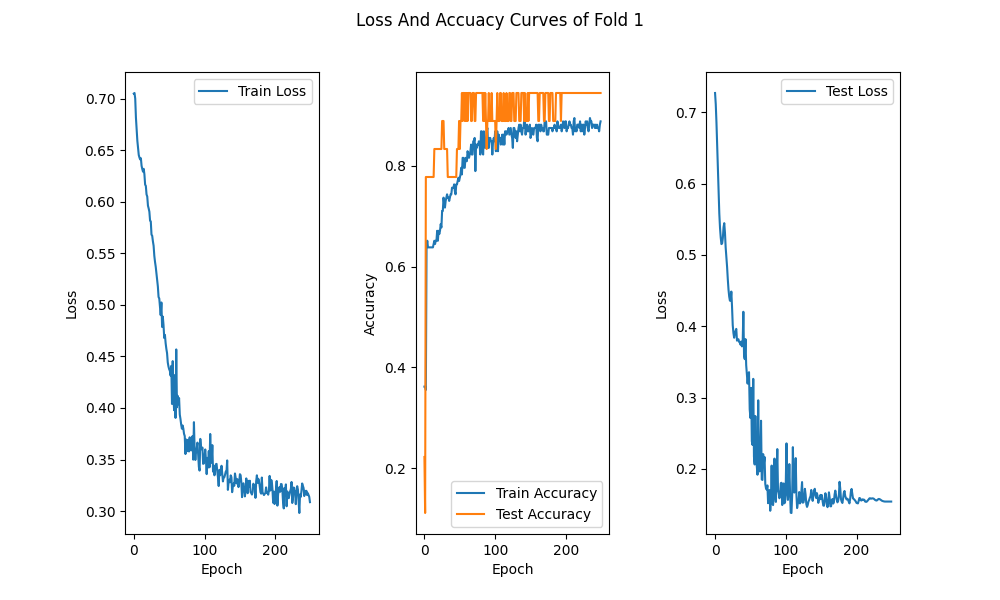 Loss And Accuacy Curves of Fold 1
Train Loss
0.70
0.65
0.60
0.55
0.50
0.45
0.40
0.35
0.30
Loss
0
100
200
Epoch
0.8
0.6
0.4
0.2
Accuracy
Train Accuracy
Test Accuracy
0
100
200
Epoch
Test Loss
0.7
0.6
0.5
0.4
0.3
0.2
Loss
0
100
200
Epoch